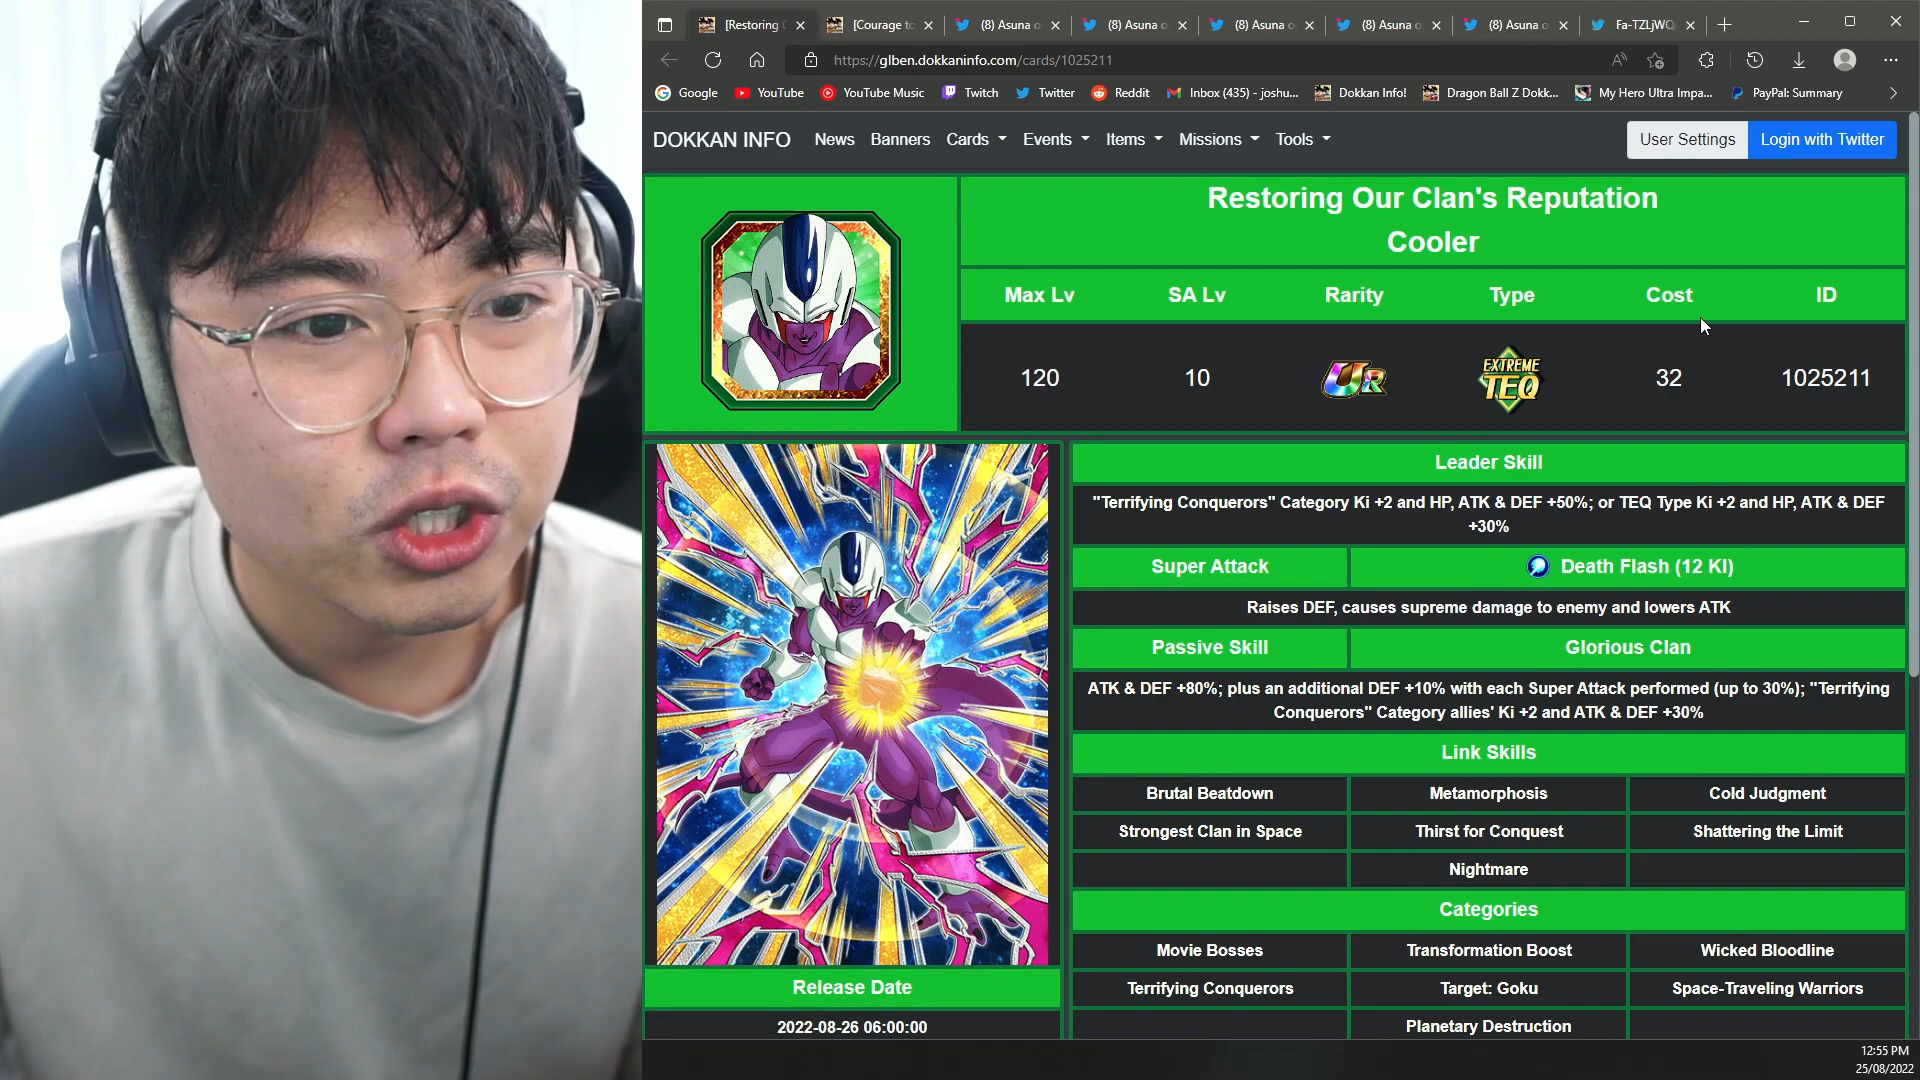 [Restoring
[Courage to
(8) Asuna o
(8) Asuna o
(8) Asuna o
(8) Asuna o
(8) Asuna o
Fa-TZLjWQ
https://glben.dokkaninfo.com/cards/1025211
Google
YouTube
YouTube Music
Twitch
Twitter
Reddit
Inbox (435) - joshu...
Dokkan Info!
Dragon Ball Z Dokk...
My Hero Ultra Impa...
PayPal: Summary
DOKKAN INFO News Banners Cards Events Items Missions Tools
User Settings Login with Twitter
Restoring Our Clan's Reputation
Cooler
Max Lv SA Lv Rarity Type Cost ID
120 10 UR EXTREME TEQ 32 1025211
Leader Skill
"Terrifying Conquerors" Category Ki +2 and HP, ATK & DEF +50%; or TEQ Type Ki +2 and HP, ATK & DEF
+30%
Super Attack Death Flash (12 KI)
Raises DEF, causes supreme damage to enemy and lowers ATK
Passive Skill Glorious Clan
ATK & DEF +80%; plus an additional DEF +10% with each Super Attack performed (up to 30%); "Terrifying
Conquerors" Category allies' Ki +2 and ATK & DEF +30%
Link Skills
Brutal Beatdown Metamorphosis Cold Judgment
Strongest Clan in Space Thirst for Conquest Shattering the Limit
Nightmare
Categories
Movie Bosses Transformation Boost Wicked Bloodline
Terrifying Conquerors Target: Goku Space-Traveling Warriors
Planetary Destruction
Release Date
2022-08-26 06:00:00
12:55 PM
25/08/2022